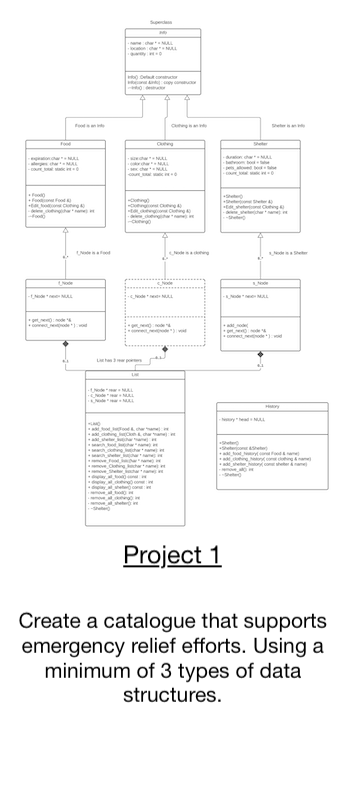 Superclass
Info
- name : char * = NULL
- location : char * = NULL
- quantity : int = 0
Info() Default constructor
Info(const &Info) : copy constructor
--Info() : destructor
Food is an Info
Clothing is an Info
Shelter is an Info
Food
- expiration:char * = NULL
- allergies: char * = NULL
- count_total: static int = 0
+ Food()
+ Food(const Food &)
+Edit_food(const Clothing &)
- delete_clothing(char * name): int
--Food()
Clothing
- size:char * = NULL
- color:char * = NULL
- sex: char * = NULL
-count_total: static int = 0
+Clothing()
+Clothing(const Clothing &)
+Edit_clothing(const Clothing &)
- delete_clothing(char * name): int
--Clothing()
Shelter
- duration: char * = NULL
- bathroom: bool = false
- pets_allowed: bool = false
- count_total: static int = 0
+Shelter()
+Shelter(const Shelter &)
+Edit_shelter(const Clothing &)
- delete_shelter(char * name): int
- ~Shelter()
f_Node is a Food
c_Node is a clothing
s_Node is a Shelter
f_Node
- f_Node * next= NULL
+ get_next() : node *&
+ connect_next(node * ) : void
c_Node
- c_Node * next= NULL
+ get_next() : node *&
+ connect_next(node * ) : void
s_Node
- s_Node * next= NULL
+ add_node(
+ get_next() : node *&
+ connect_next(node * ) : void
List has 3 rear pointers
List
- f_Node * rear = NULL
- c_Node * rear = NULL
- s_Node * rear = NULL
+List()
+ add_food_list(Food &, char *name) : int
+ add_clothing_list(Cloth &, char *name) : int
+ add_shelter_list(char *name) : int
+ search_food_list(char *name): int
+ search_clothing_list(char *name): int
+ search_shelter_list(char *name): int
+ remove_Food_list(char *name) : int
+ remove_Clothing_list(char *name) : int
+ remove_Shelter_list(char *name) : int
+ display_all_food() const : int
+ display_all_clothing() const : int
+ display_all_shelter() const : int
- remove_all_food(): int
- remove_all_clothing(): int
- remove_all_shelter(): int
- ~Shelter()
History
- history * head = NULL
+Shelter()
+Shelter(const &Shelter)
+ add_food_history( const Food & name)
+ add_clothing_history( const clothing & name)
+ add_shelter_history( const shelter & name)
- remove_all(): int
- ~Shelter()
Project 1
Create a catalogue that supports
emergency relief efforts. Using a
minimum of 3 types of data
structures.